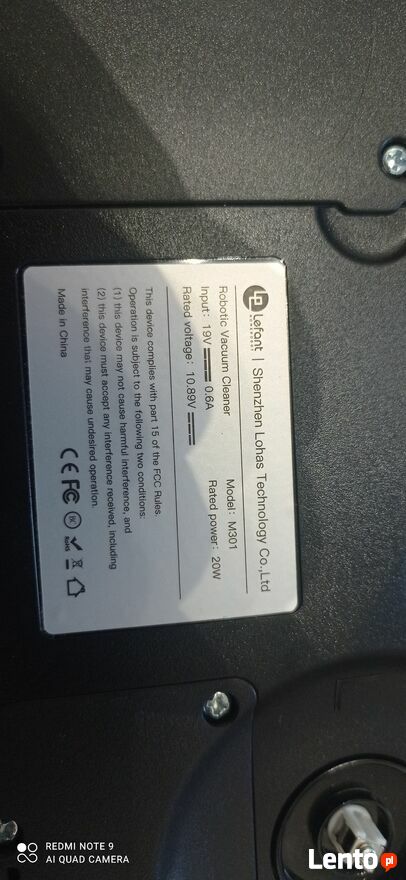 Lefant | Shenzhen Lohas Technology Co.,Ltd
Robotic Vacuum Cleaner Model: M301
Input: 19V 0.6A Rated power: 20W
Rated voltage: 10.89V
This device complies with part 15 of the FCC Rules.
Operation is subject to the following two conditions:
(1) this device may not cause harmful interference, and
(2) this device must accept any interference received, including
interference that may cause undesired operation.
Made in China
CE FC RoHS
REDMI NOTE 9
AI QUAD CAMERA
Lento pl